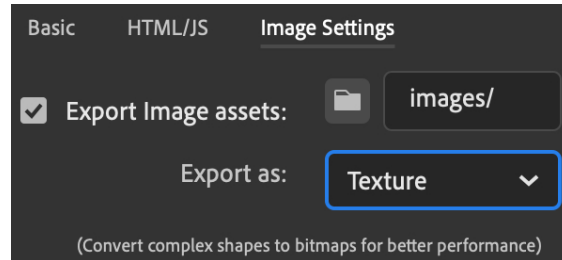 Basic HTML/JS Image Settings
Export Image assets: images/
Export as: Texture
(Convert complex shapes to bitmaps for better performance)